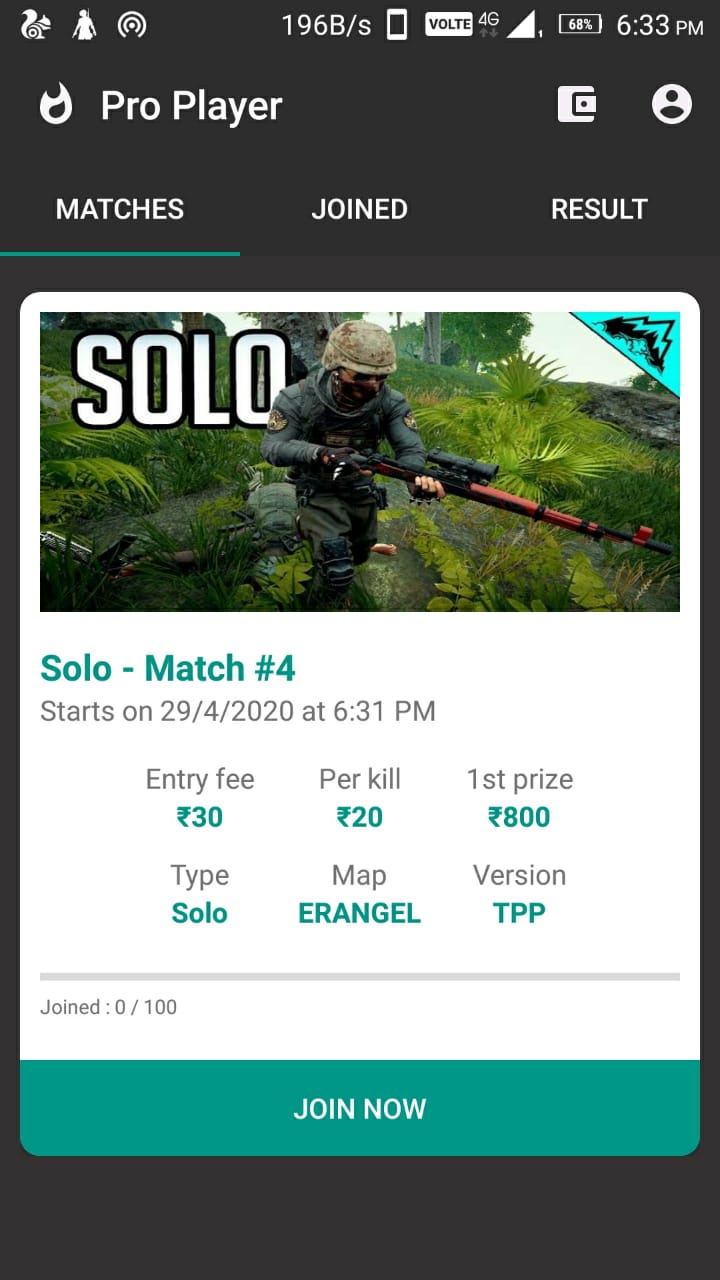 196B/s VOLTE 4G 68% 6:33 PM
Pro Player
MATCHES JOINED RESULT
SOLO
Solo - Match #4
Starts on 29/4/2020 at 6:31 PM
Entry fee Per kill 1st prize
₹30 ₹20 ₹800
Type Map Version
Solo ERANGEL TPP
Joined : 0 / 100
JOIN NOW